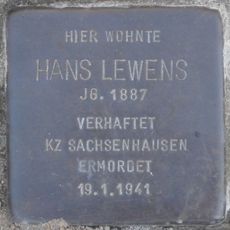 HIER WOHNTE
HANS LEWENS
JG. 1887
VERHAFTET
KZ SACHSENHAUSEN
ERMORDET
19.1.1941